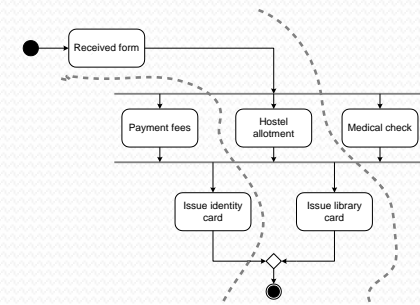 Received form
Payment fees
Hostel
allotment
Medical check
Issue identity
card
Issue library
card